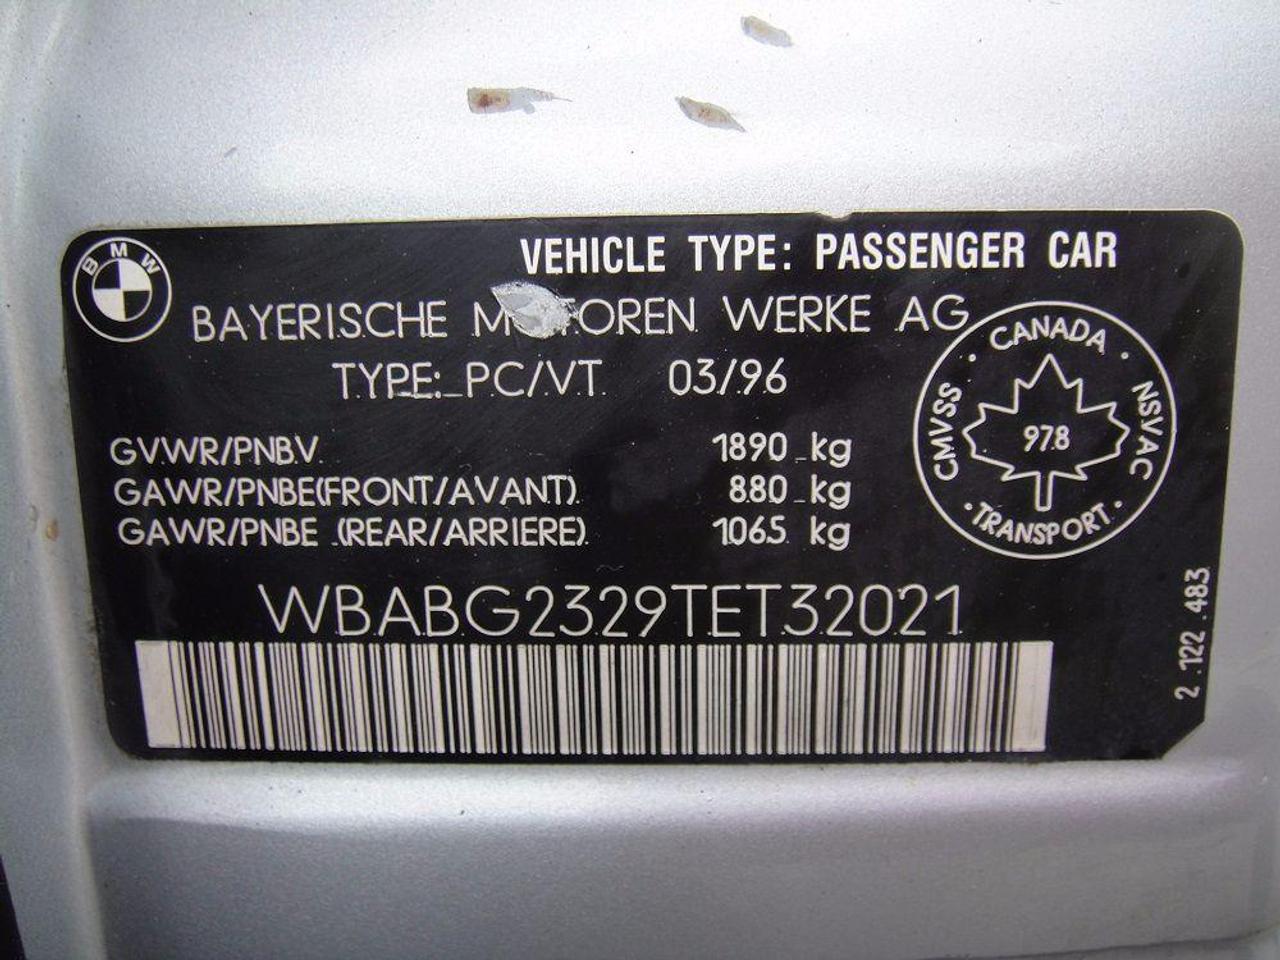 BMW
VEHICLE TYPE: PASSENGER CAR
BAYERISCHE MOTOREN WERKE AG
TYPE: PC/VT 03/96
GVWR/PNBV 1890 kg
GAWR/PNBE(FRONT/AVANT) 880 kg
GAWR/PNBE (REAR/ARRIERE) 1065 kg
CANADA
CMVSS
NSVAC
978
TRANSPORT
WBABG2329TET32021
2 122 483